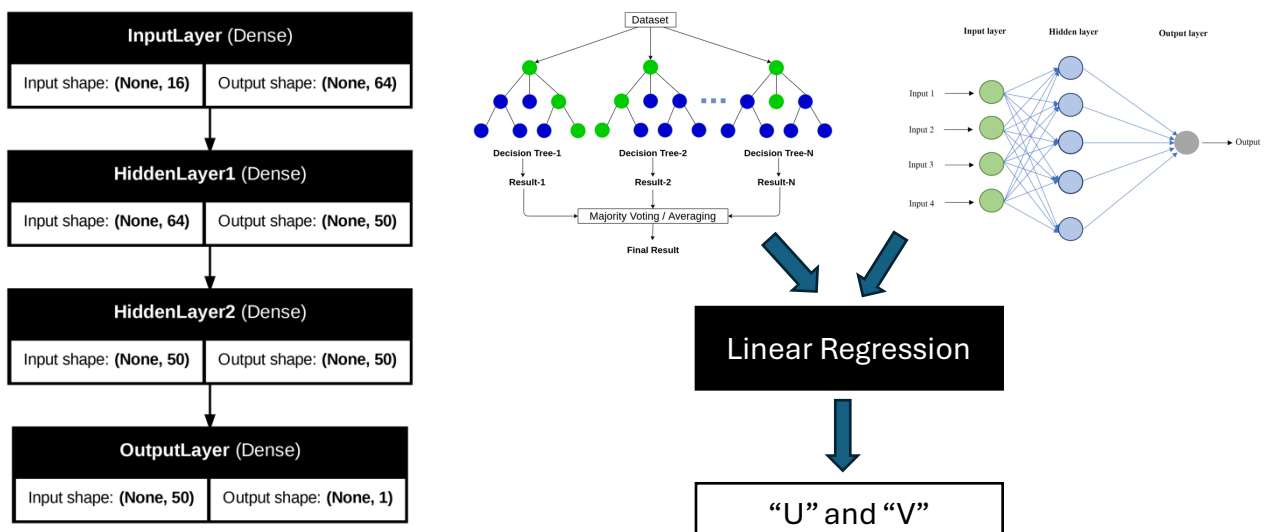 InputLayer (Dense)
Input shape: (None, 16) Output shape: (None, 64)
HiddenLayer1 (Dense)
Input shape: (None, 64) Output shape: (None, 50)
HiddenLayer2 (Dense)
Input shape: (None, 50) Output shape: (None, 50)
OutputLayer (Dense)
Input shape: (None, 50) Output shape: (None, 1)
Dataset
Decision Tree-1 Decision Tree-2 Decision Tree-N
Result-1 Result-2 Result-N
Majority Voting / Averaging
Final Result
Input layer Hidden layer Output layer
Input 1
Input 2
Output
Input 3
Input 4
Linear Regression
“U” and “V”